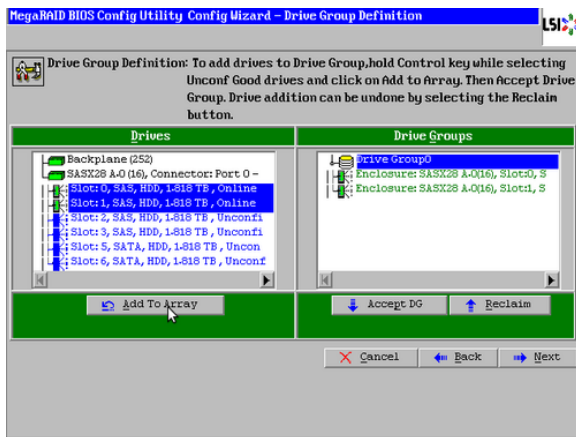 MegaRAID BIOS Config Utility Config Wizard - Drive Group Definition
LSI
Drive Group Definition: To add drives to Drive Group,hold Control key while selecting
Unconf Good drives and click on Add to Array. Then Accept Drive
Group. Drive addition can be undone by selecting the Reclaim
button.
Drives
Backplane (252)
SASX28 A-0 (16), Connector: Port 0 -
Slot: 0, SAS, HDD, 1.818 TB , Online
Slot: 1, SAS, HDD, 1.818 TB , Online
Slot: 2, SAS, HDD, 1.818 TB , Unconfi
Slot: 3, SAS, HDD, 1.818 TB , Unconfi
Slot: 5, SATA, HDD, 1.818 TB , Uncon
Slot: 6, SATA, HDD, 1.818 TB , Unconf
Add To Array
Drive Groups
Drive Group0
Enclosure: SASX28 A-0(16), Slot:0, S
Enclosure: SASX28 A-0(16), Slot:1, S
Accept DG
Reclaim
Cancel
Back
Next